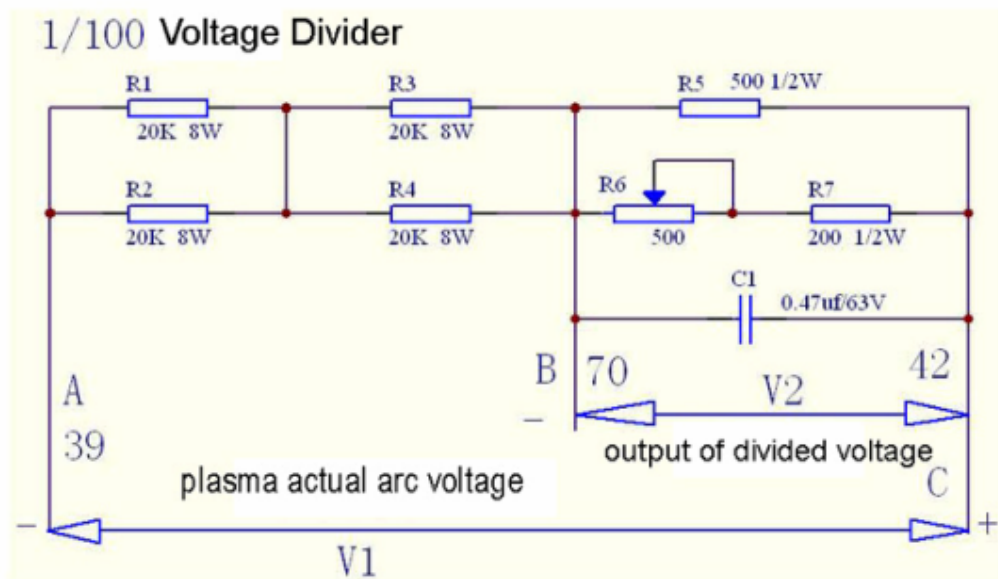 1/100 Voltage Divider
R1 R3 R5 500 1/2W
20K 8W 20K 8W
R2 R4 R6 R7
20K 8W 20K 8W 500 200 1/2W
C1
0.47uf/63V
A B 70 42
V2
39 -
output of divided voltage
plasma actual arc voltage C
- +
V1